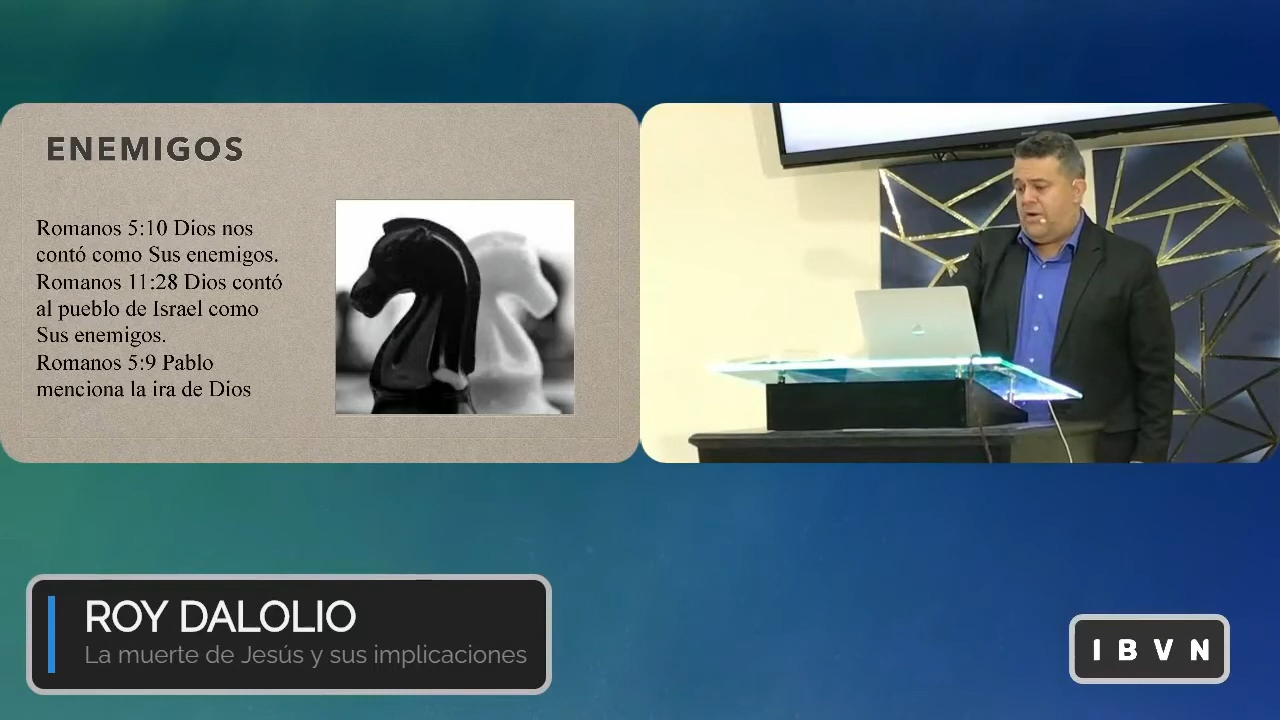 ENEMIGOS
Romanos 5:10 Dios nos
contó como Sus enemigos.
Romanos 11:28 Dios contó
al pueblo de Israel como
Sus enemigos.
Romanos 5:9 Pablo
menciona la ira de Dios
ROY DALOLIO
La muerte de Jesús y sus implicaciones
IBVN